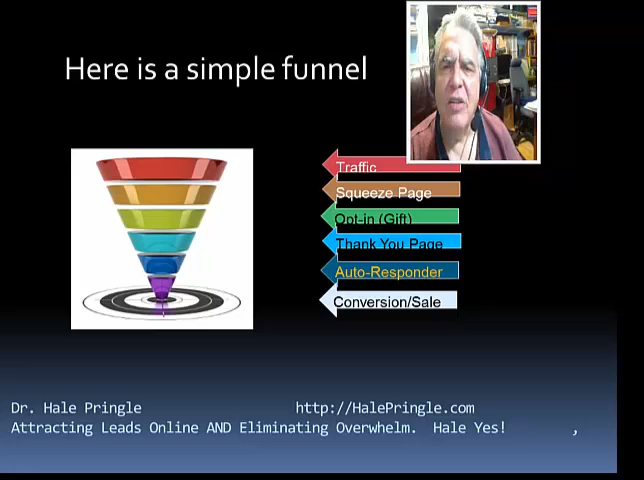 Here is a simple funnel
Traffic
Squeeze Page
Opt-in (Gift)
Thank You Page
Auto-Responder
Conversion/Sale
Dr. Hale Pringle http://HalePringle.com
Attracting Leads Online AND Eliminating Overwhelm. Hale Yes! ,